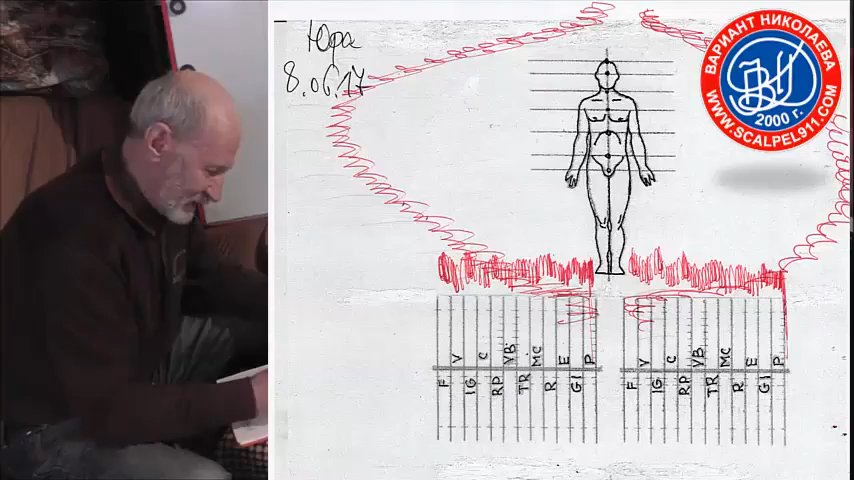 Юра
8.06.17
ВАРИАНТ НИКОЛАЕВА
ВН
2000 г.
WWW.SCALPEL911.COM
V C VB MC E P
F IG RP TR R GI
V C VB MC E P
F IG RP TR R GI